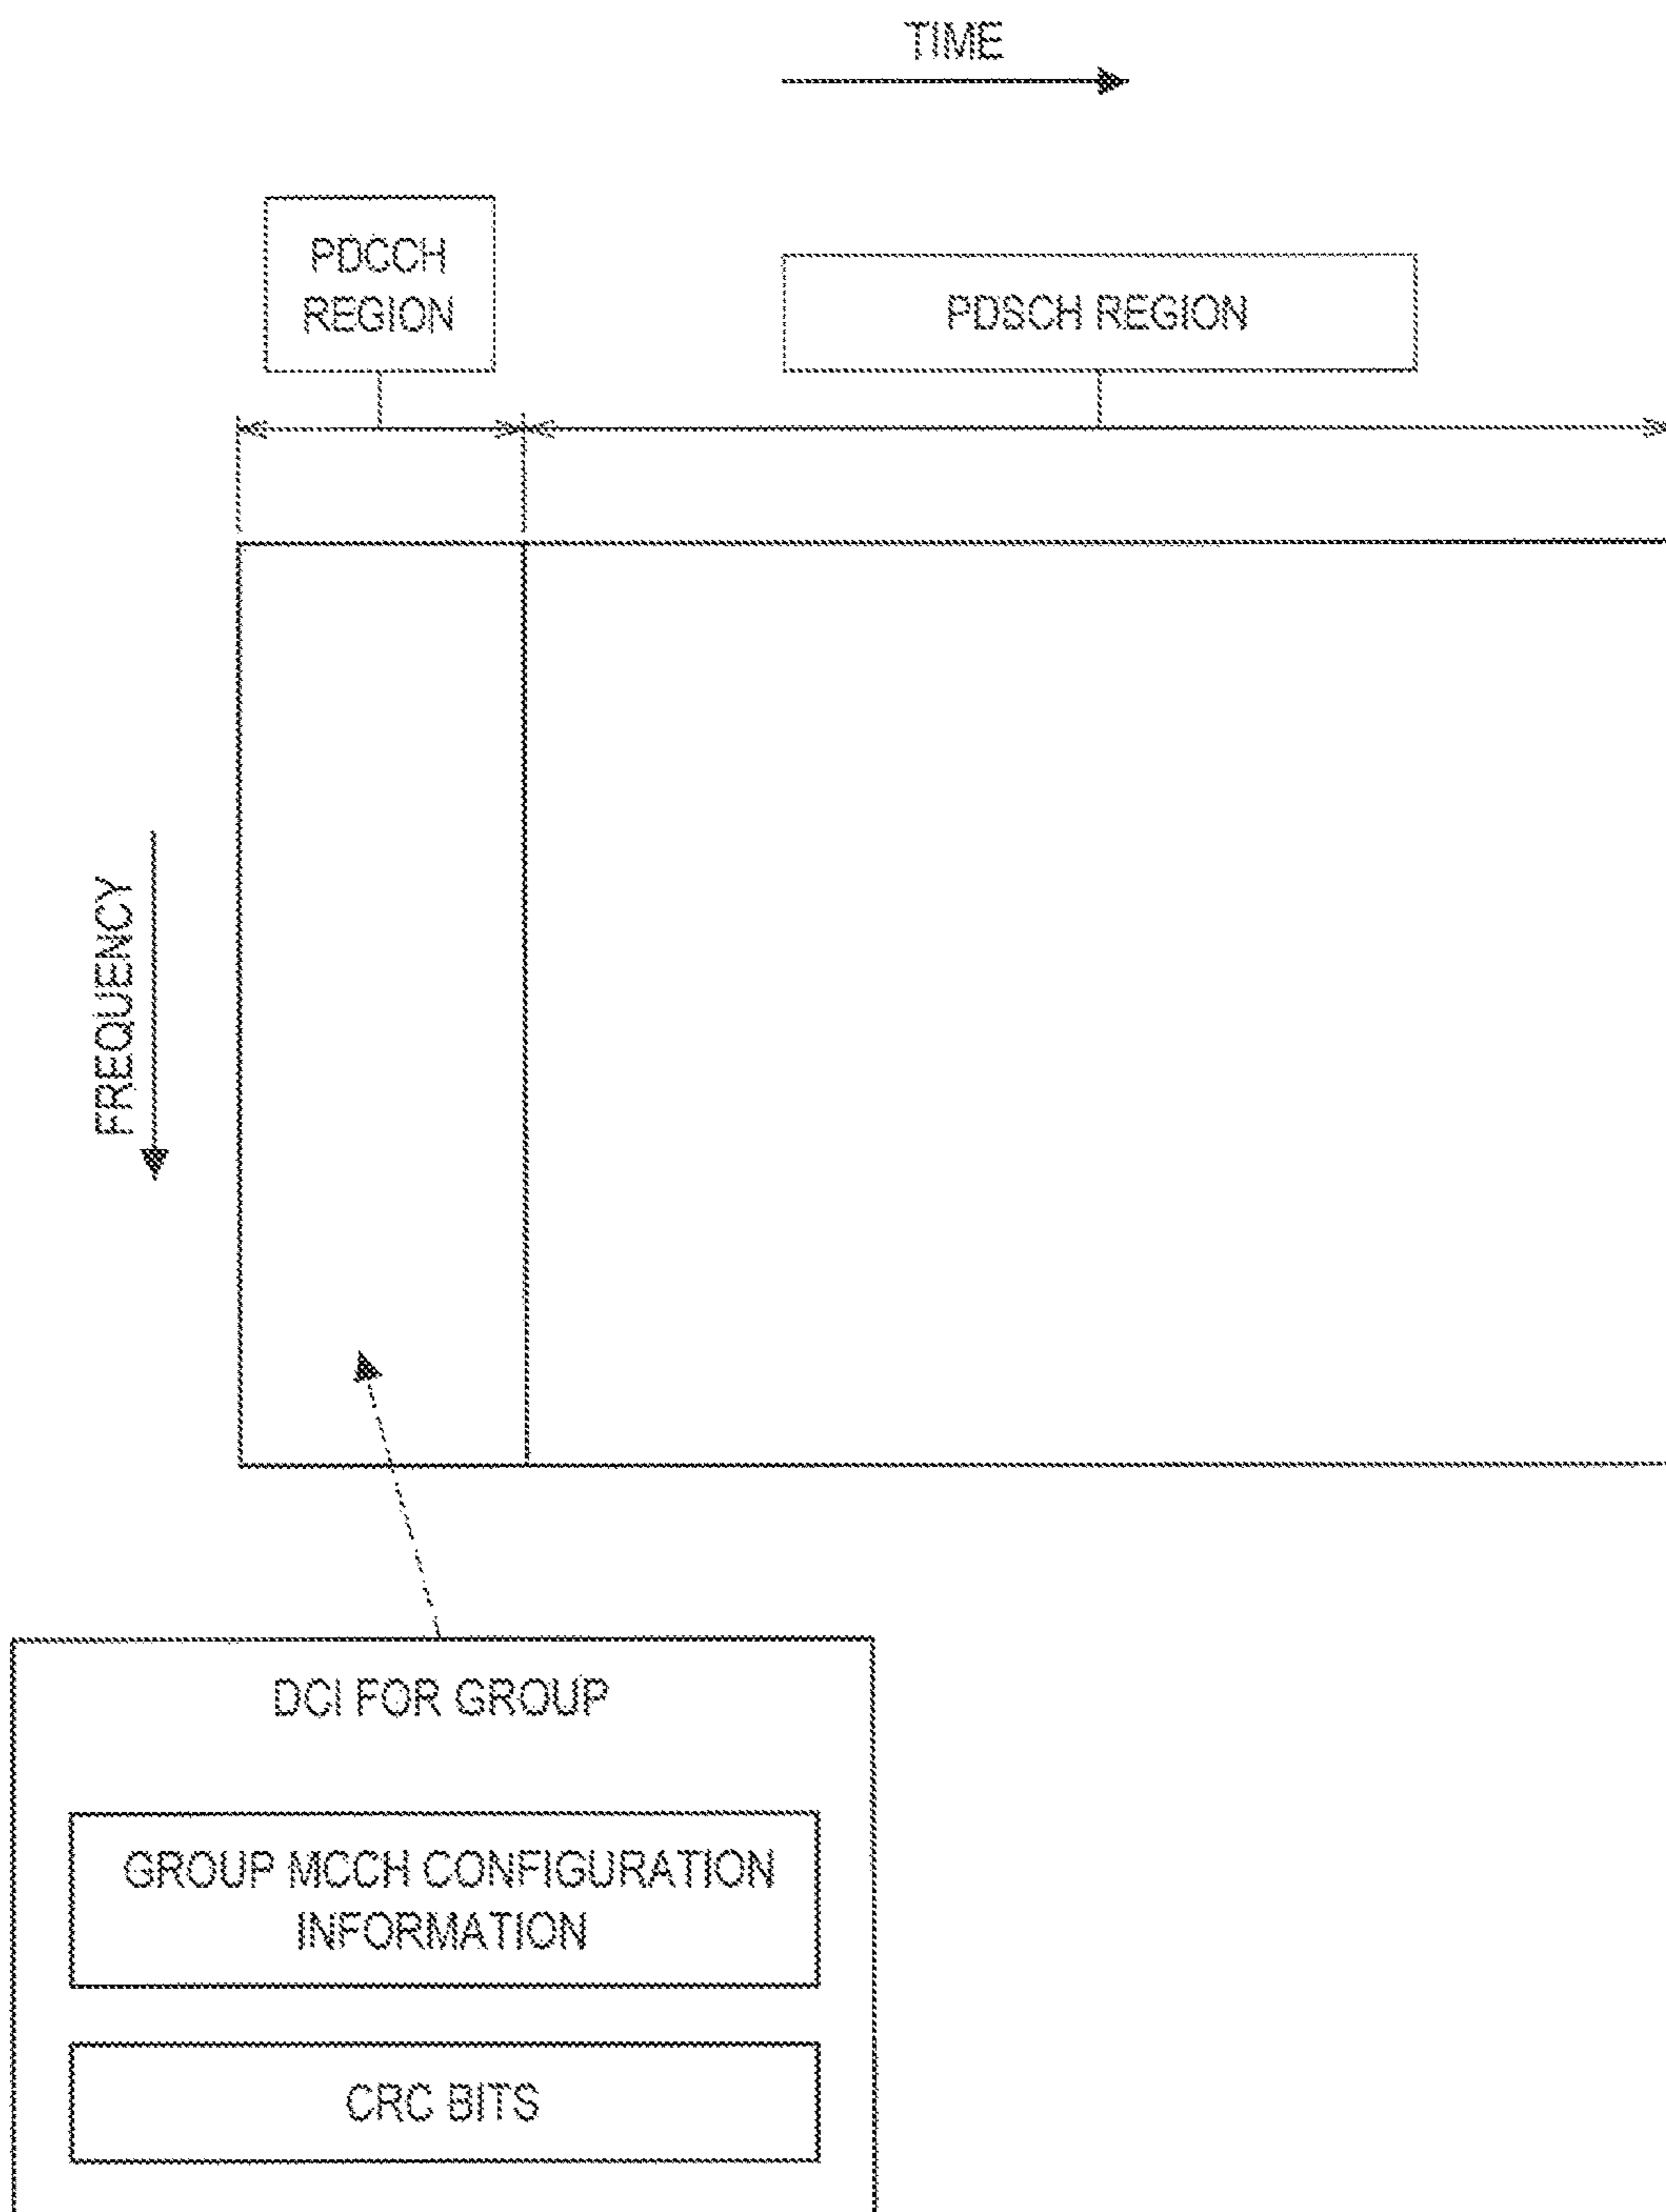 TIME
PDCCH
REGION
PDSCH REGION
FREQUENCY
DCI FOR GROUP
GROUP MCCH CONFIGURATION
INFORMATION
CRC BITS